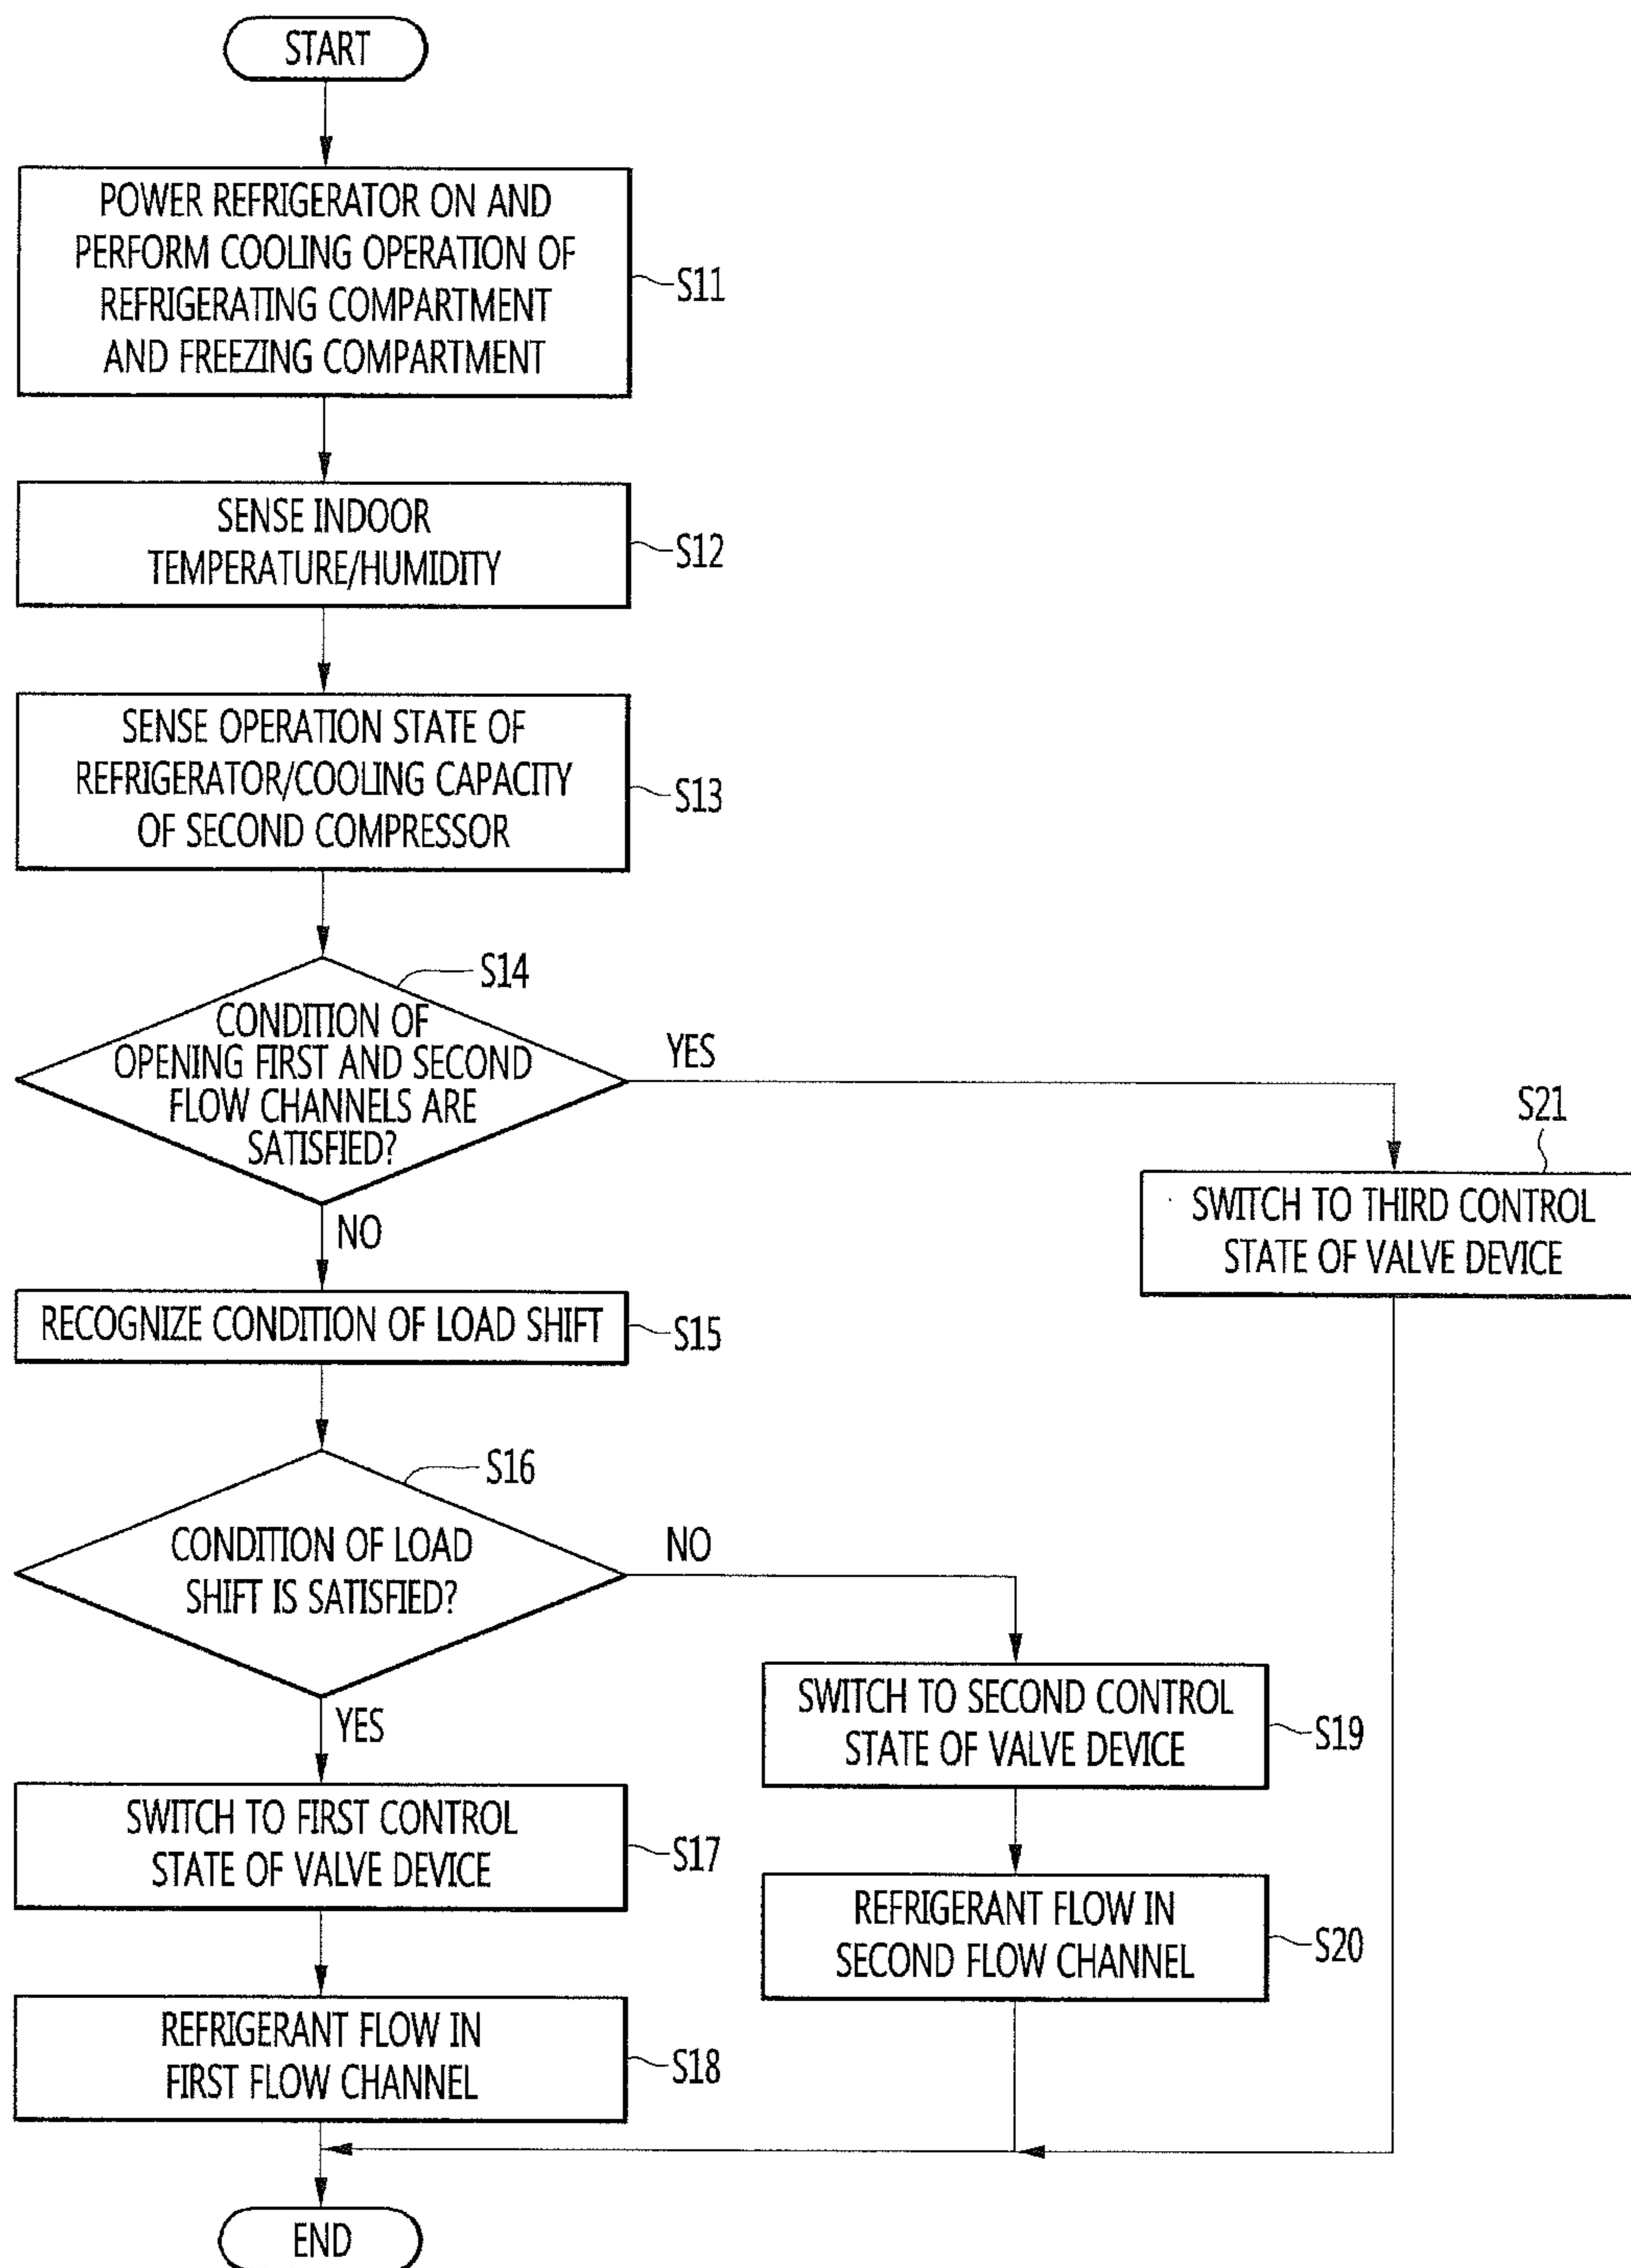 START
POWER REFRIGERATOR ON AND
PERFORM COOLING OPERATION OF
REFRIGERATING COMPARTMENT
AND FREEZING COMPARTMENT
S11
SENSE INDOOR
TEMPERATURE/HUMIDITY
S12
SENSE OPERATION STATE OF
REFRIGERATOR/COOLING CAPACITY
OF SECOND COMPRESSOR
S13
S14
CONDITION OF
OPENING FIRST AND SECOND
FLOW CHANNELS ARE
SATISFIED?
YES
NO
S21
SWITCH TO THIRD CONTROL
STATE OF VALVE DEVICE
RECOGNIZE CONDITION OF LOAD SHIFT
S15
S16
CONDITION OF LOAD
SHIFT IS SATISFIED?
NO
YES
SWITCH TO SECOND CONTROL
STATE OF VALVE DEVICE
S19
SWITCH TO FIRST CONTROL
STATE OF VALVE DEVICE
S17
REFRIGERANT FLOW IN
SECOND FLOW CHANNEL
S20
REFRIGERANT FLOW IN
FIRST FLOW CHANNEL
S18
END